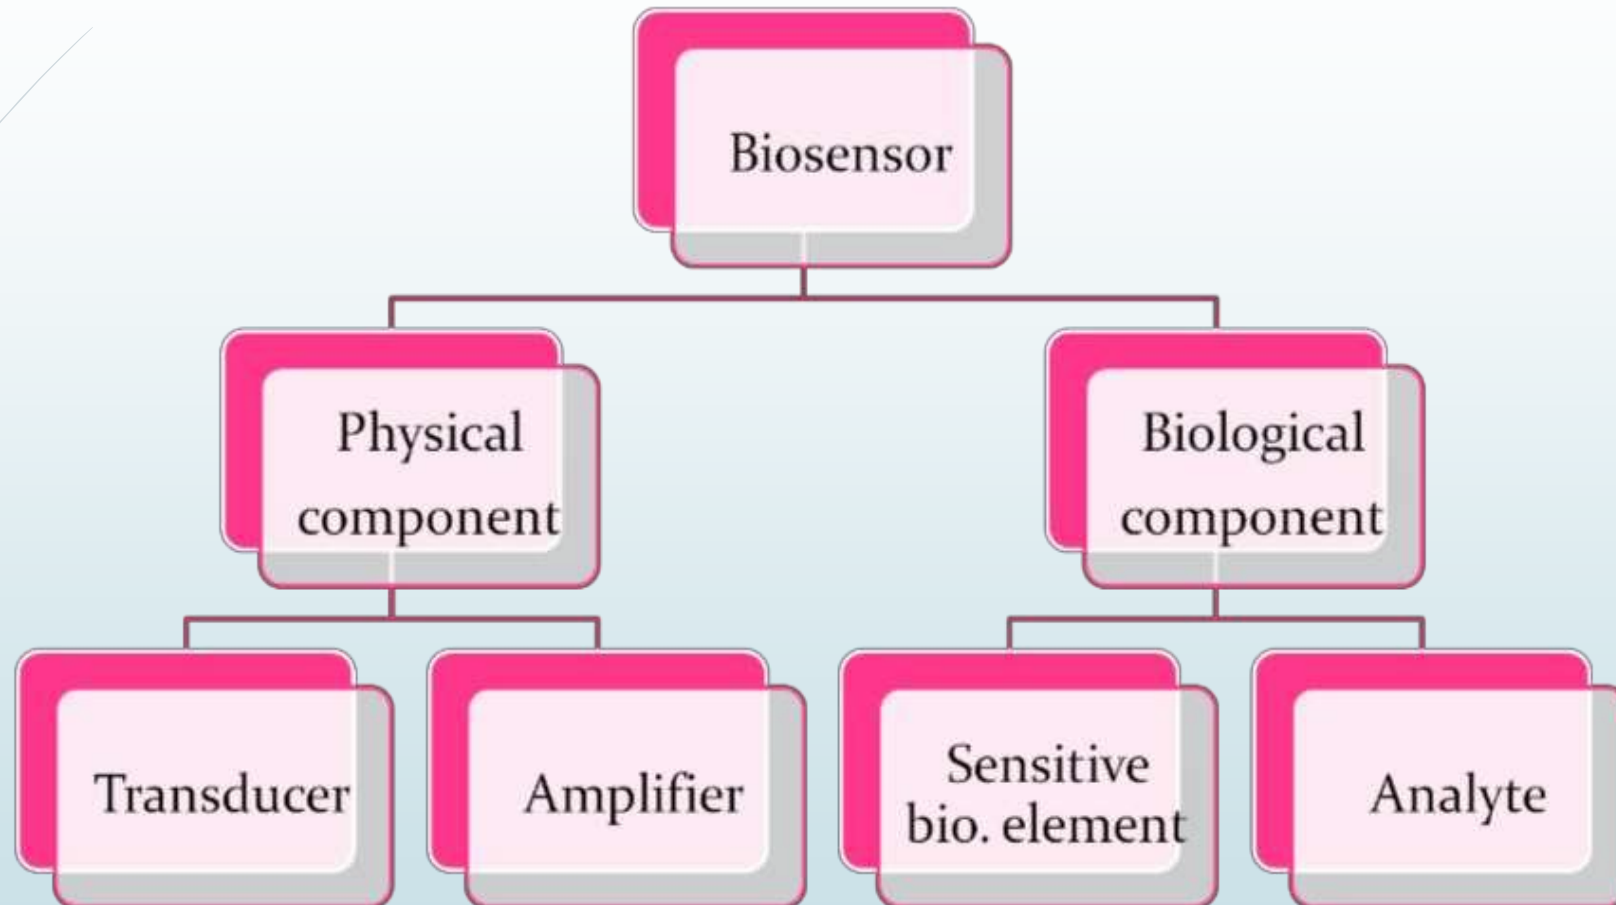 Biosensor
Physical
component
Biological
component
Transducer
Amplifier
Sensitive
bio. element
Analyte